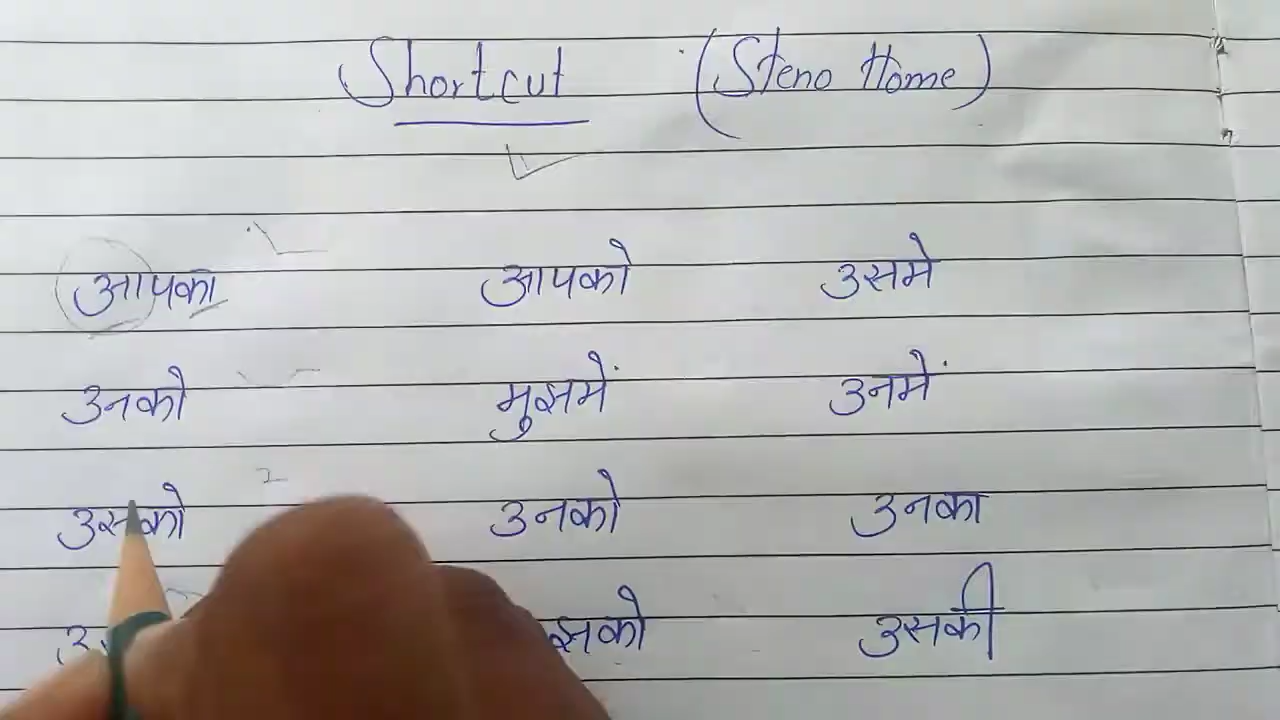 Shortcut (Steno Home)
आपका आपको उसमे
उनको मुझमें उनमें
उसको उनको उनका
उसकी